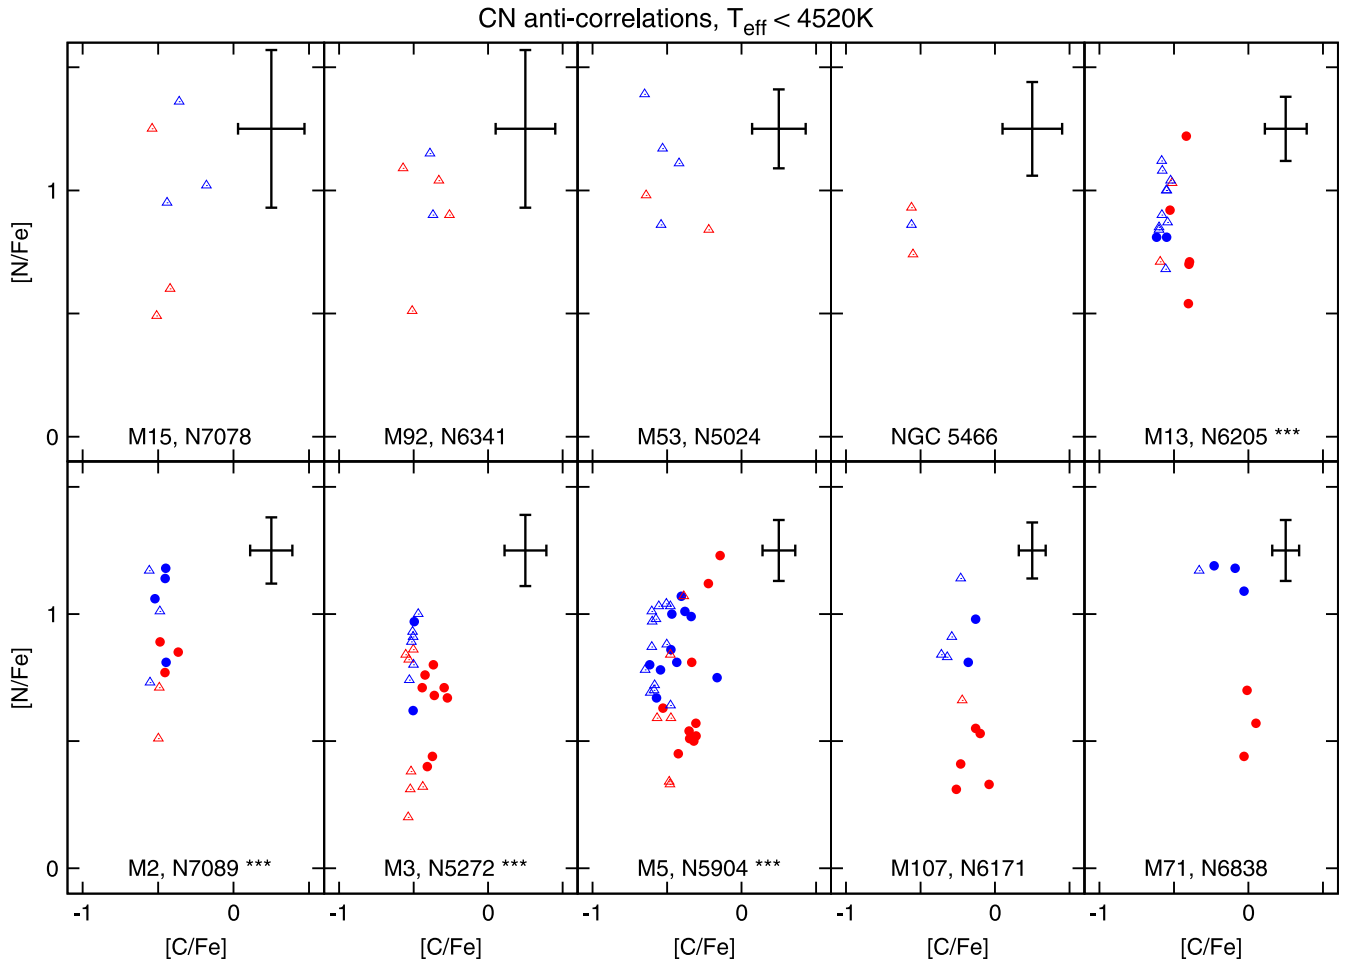 CN anti-correlations, T_eff < 4520K
[N/Fe]
1
0
M15, N7078
M92, N6341
M53, N5024
NGC 5466
M13, N6205 ***
[N/Fe]
1
0
M2, N7089 ***
M3, N5272 ***
M5, N5904 ***
M107, N6171
M71, N6838
-1 0 -1 0 -1 0 -1 0 -1 0
[C/Fe] [C/Fe] [C/Fe] [C/Fe] [C/Fe]